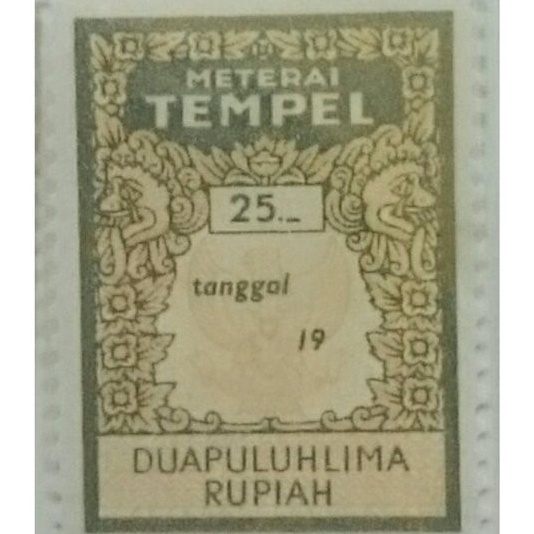 METERAI
TEMPEL
25.-
tanggal
19
DUAPULUHLIMA
RUPIAH